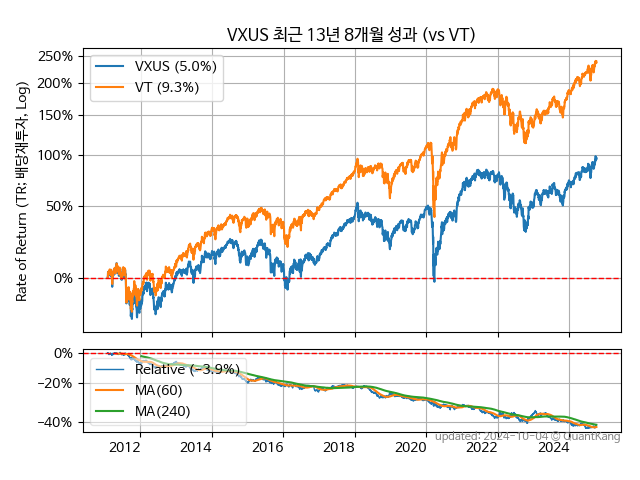 VXUS 최근 13년 8개월 성과 (vs VT)
Rate of Return (TR: 배당재투자, Log)
250%
200%
150%
100%
50%
0%
VXUS (5.0%)
VT (9.3%)
0%
−20%
−40%
Relative (−3.9%)
MA(60)
MA(240)
2012 2014 2016 2018 2020 2022 2024
updated: 2024-10-04 © QuantKang